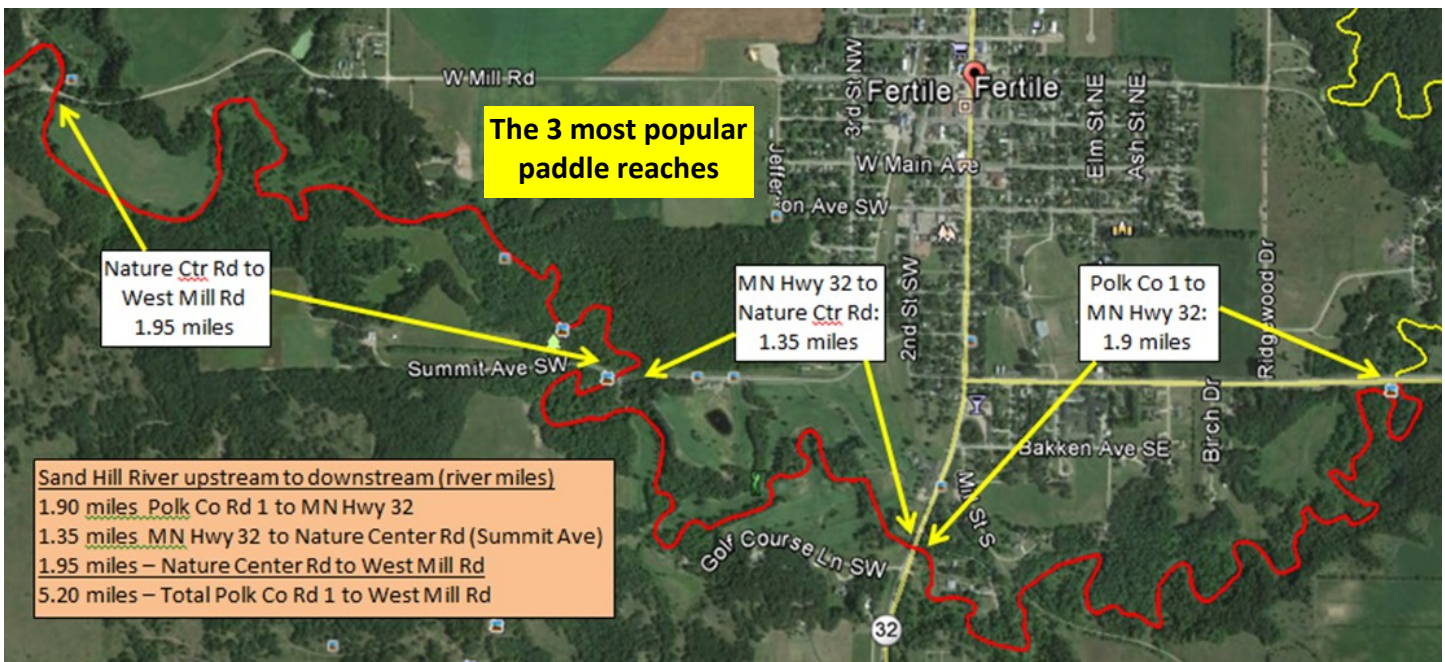 W Mill Rd
The 3 most popular
paddle reaches
3rd St NW
Fertile
Fertile
Elm St NE
Ash St NE
W Main Ave
Jefferson Ave SW
Nature Ctr Rd to
West Mill Rd
1.95 miles
MN Hwy 32 to
Nature Ctr Rd:
1.35 miles
Polk Co 1 to
MN Hwy 32:
1.9 miles
2nd St SW
Ridgewood Dr
Summit Ave SW
Birch Dr
Bakken Ave SE
Mill St S
Golf Course Ln SW
32
Sand Hill River upstream to downstream (river miles)
1.90 miles Polk Co Rd 1 to MN Hwy 32
1.35 miles MN Hwy 32 to Nature Center Rd (Summit Ave)
1.95 miles – Nature Center Rd to West Mill Rd
5.20 miles – Total Polk Co Rd 1 to West Mill Rd